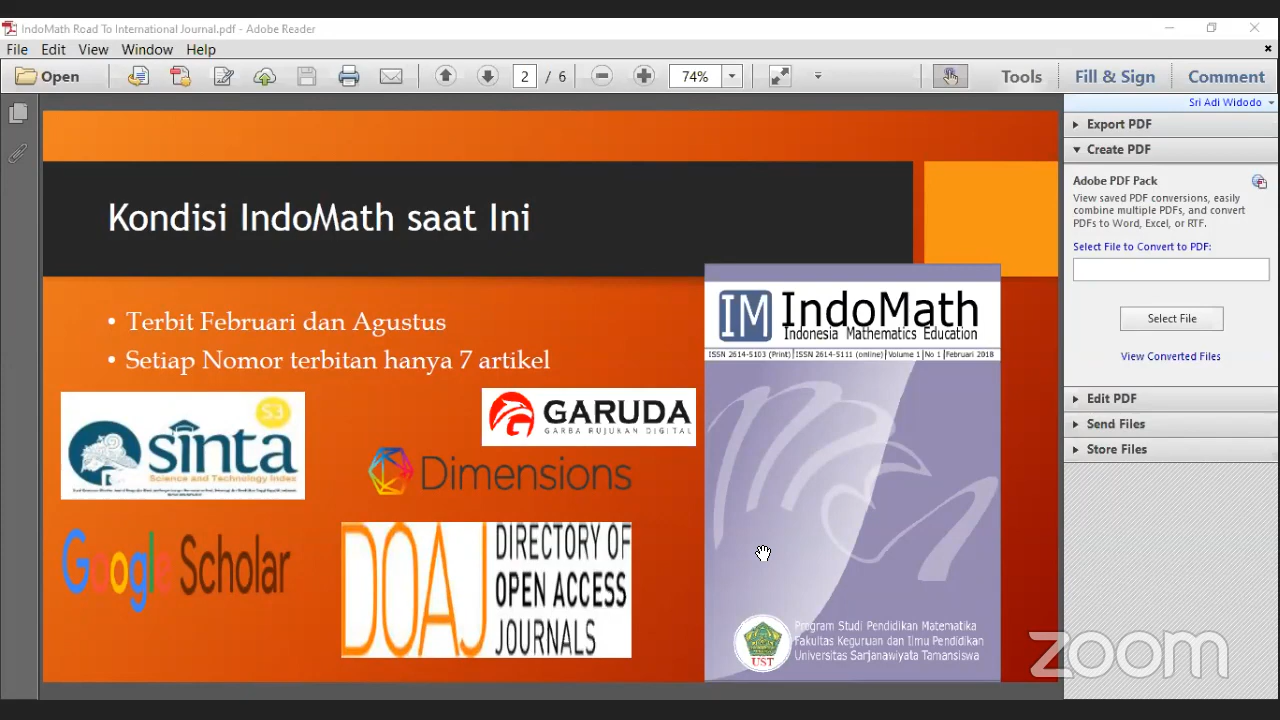 IndoMath Road To International Journal.pdf - Adobe Reader
File Edit View Window Help
Open 2 / 6 74% Tools Fill & Sign Comment
Sri Adi Widodo
Export PDF
Create PDF
Adobe PDF Pack
View saved PDF conversions, easily
combine multiple PDFs, and convert
PDFs to Word, Excel, or RTF.
Select File to Convert to PDF:
Select File
View Converted Files
Edit PDF
Send Files
Store Files
Kondisi IndoMath saat Ini
• Terbit Februari dan Agustus
• Setiap Nomor terbitan hanya 7 artikel
S3
sinta
Science and Technology Index
GARUDA
GARBA RUJUKAN DIGITAL
Dimensions
Google Scholar
DOAJ
DIRECTORY OF
OPEN ACCESS
JOURNALS
IM IndoMath
Indonesia Mathematics Education
ISSN 2614-5103 (Print) | ISSN 2614-5111 (online) | Volume 1 | No 1 | Februari 2018
UST
Program Studi Pendidikan Matematika
Fakultas Keguruan dan Ilmu Pendidikan
Universitas Sarjanawiyata Tamansiswa
zoom